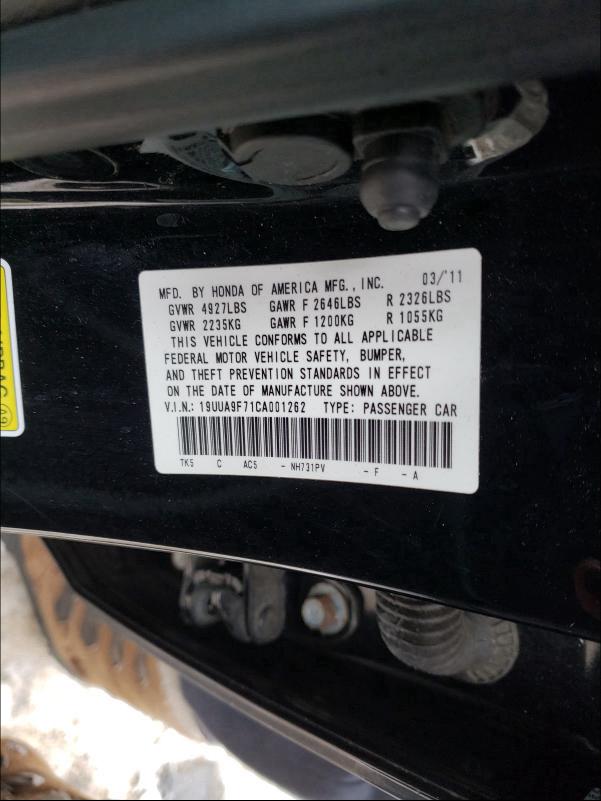 MFD. BY HONDA OF AMERICA MFG., INC. 03/'11
GVWR 4927LBS GAWR F 2646LBS R 2326LBS
GVWR 2235KG GAWR F 1200KG R 1055KG
THIS VEHICLE CONFORMS TO ALL APPLICABLE
FEDERAL MOTOR VEHICLE SAFETY, BUMPER,
AND THEFT PREVENTION STANDARDS IN EFFECT
ON THE DATE OF MANUFACTURE SHOWN ABOVE.
V.I.N.: 19UUA9F71CA001262 TYPE: PASSENGER CAR
TK5 C AC5 - NH731PV - F - A